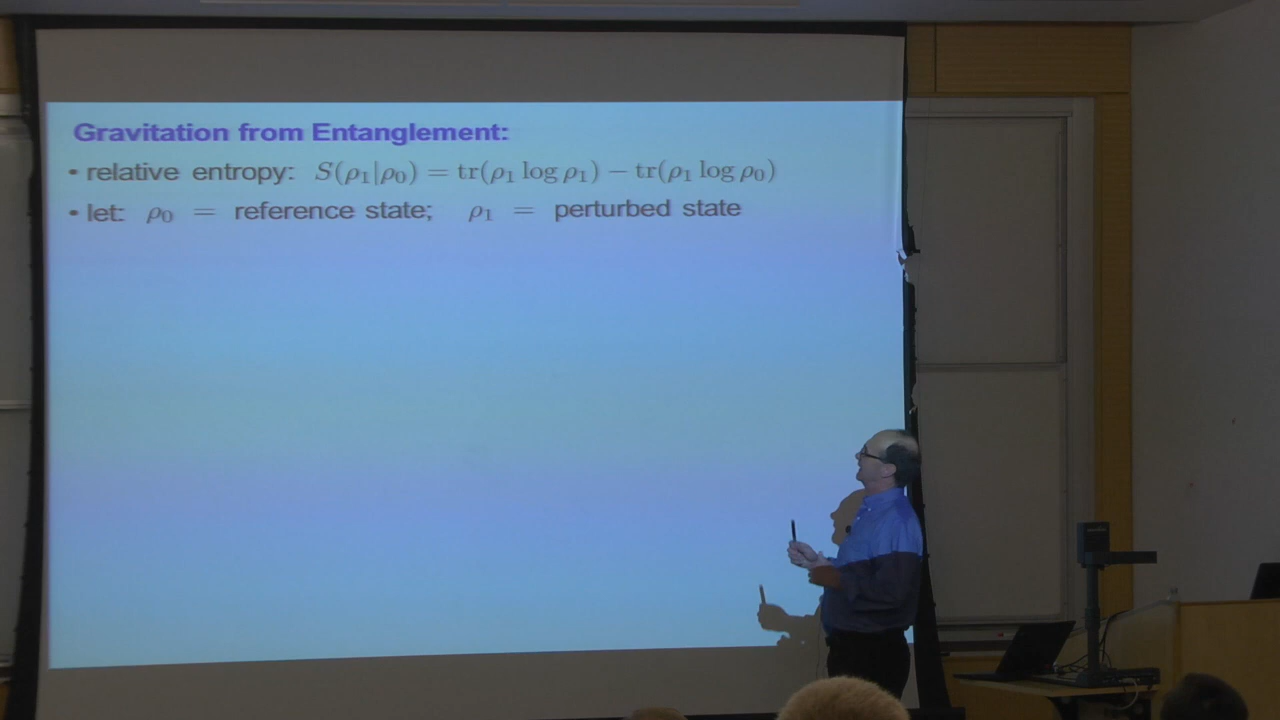 Gravitation from Entanglement:
• relative entropy: S(ρ₁|ρ₀) = tr(ρ₁ log ρ₁) − tr(ρ₁ log ρ₀)
• let: ρ₀ = reference state; ρ₁ = perturbed state